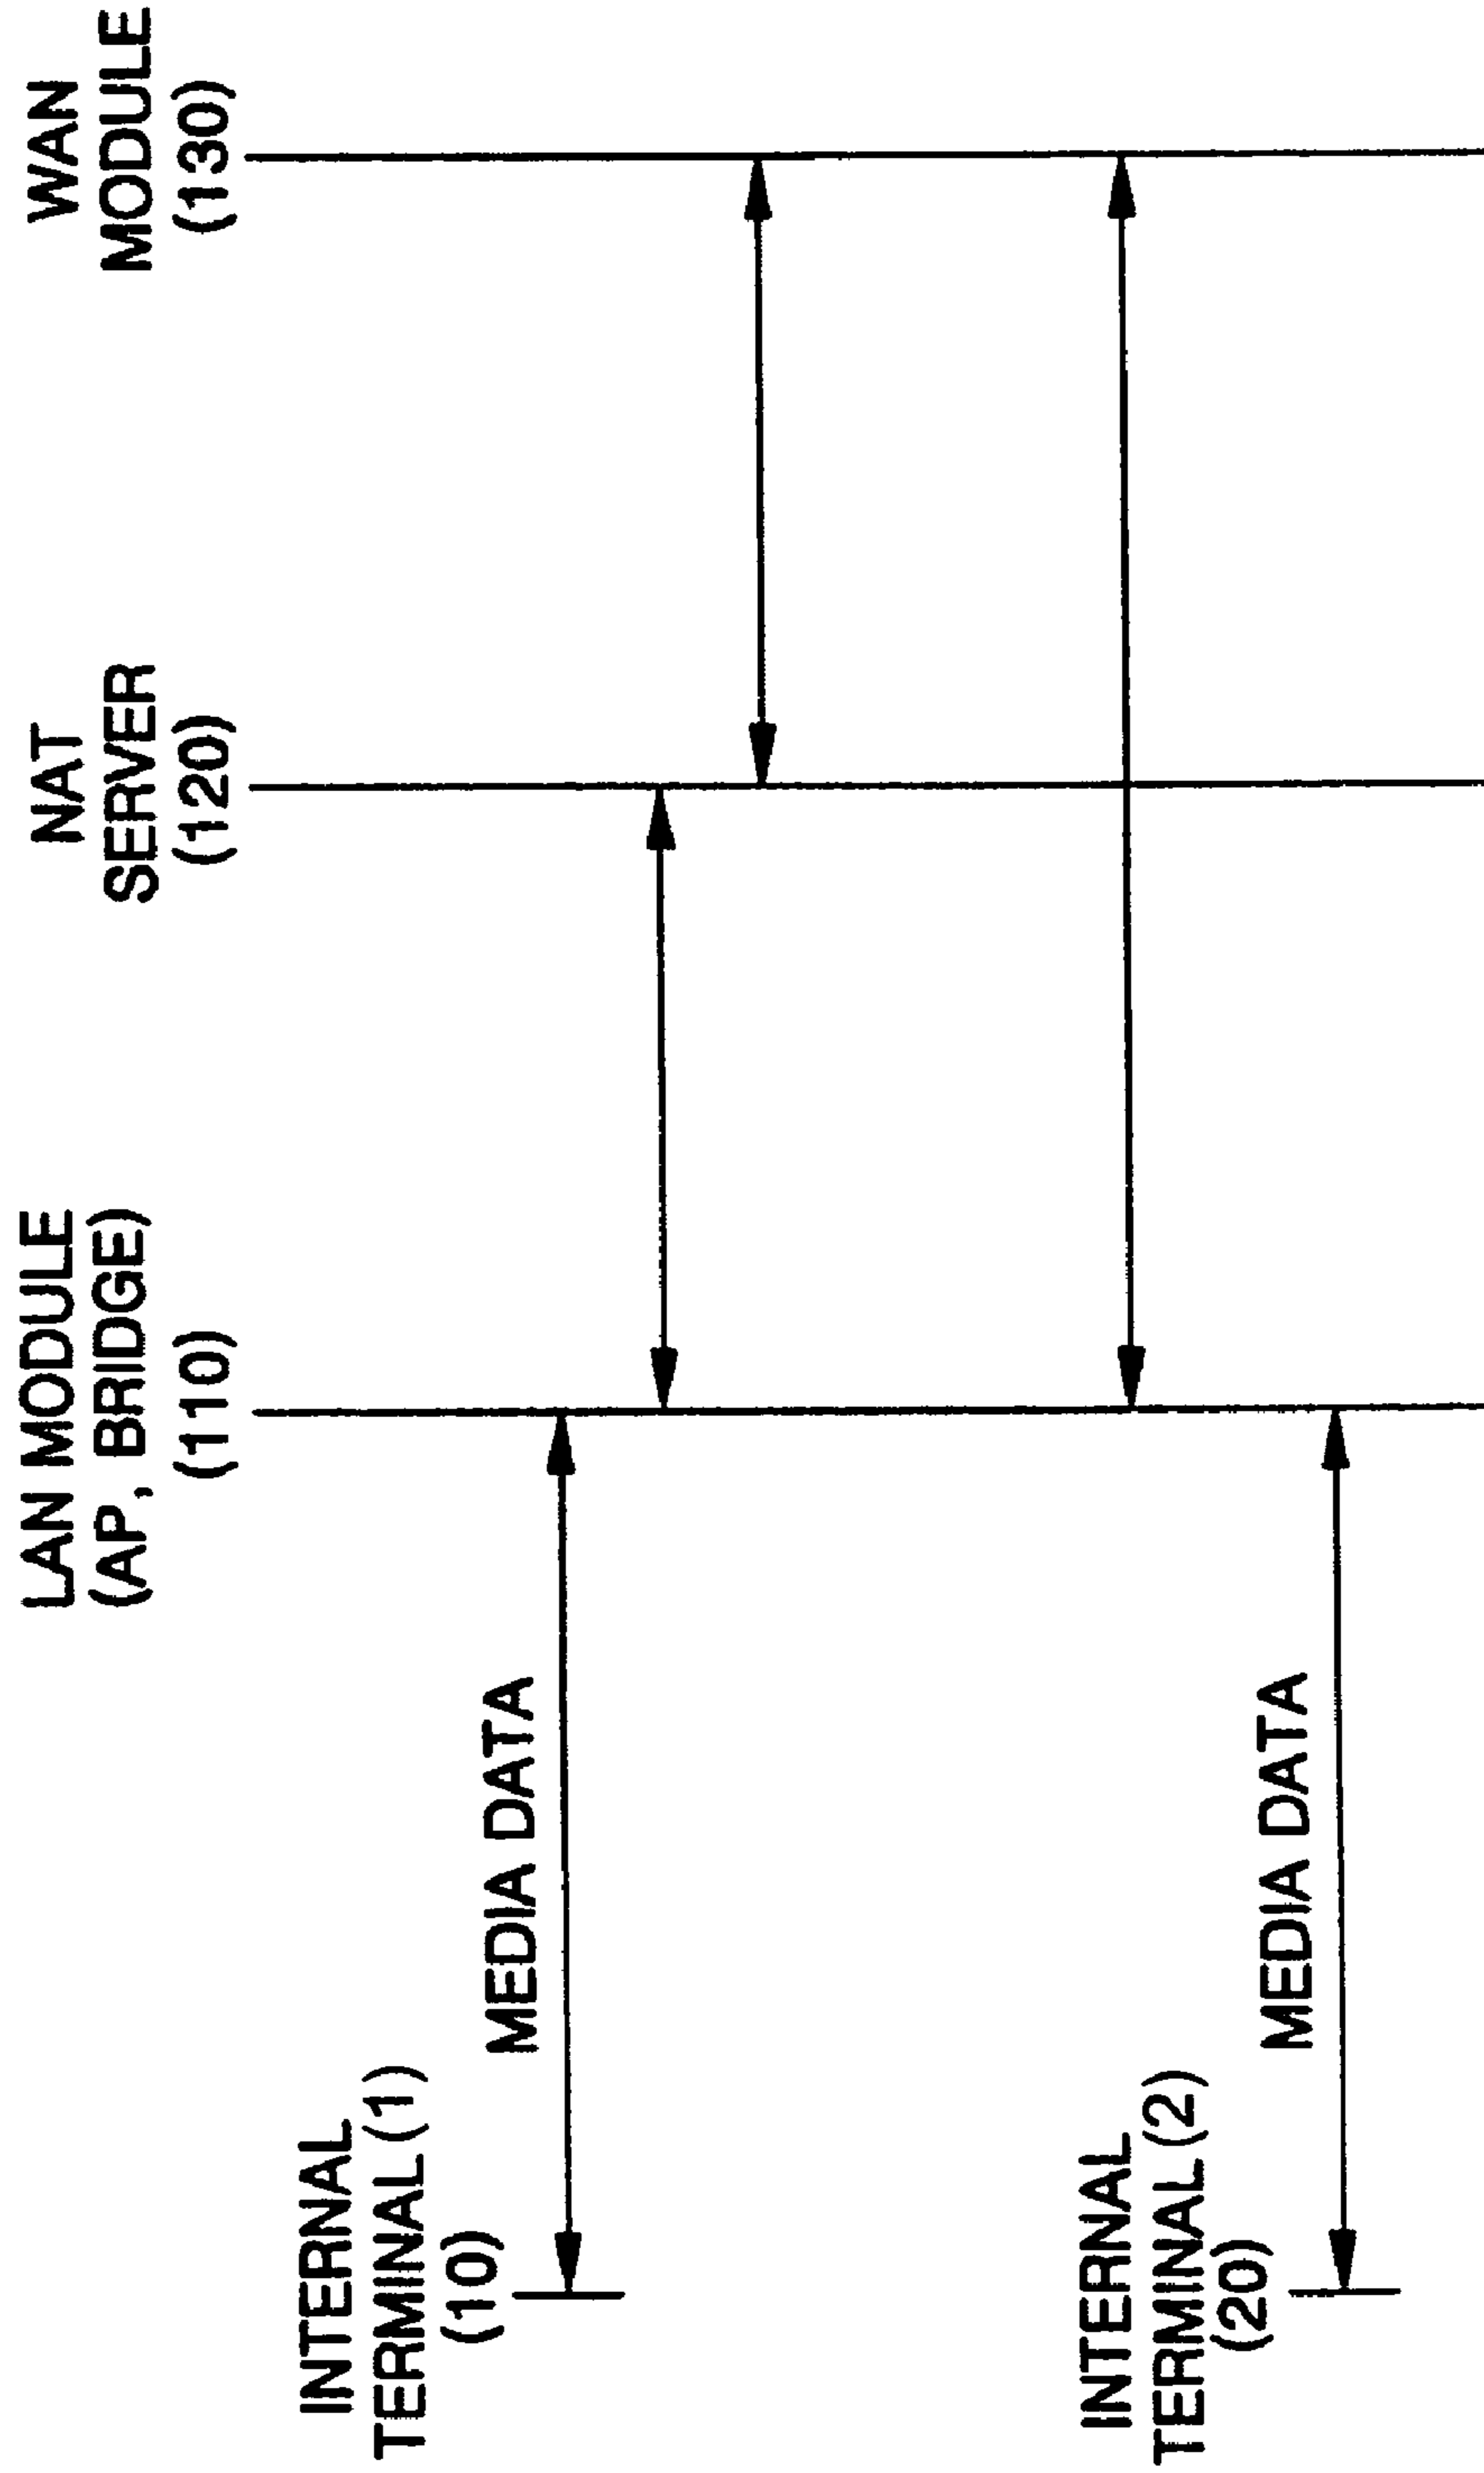 LAN MODULE
(AP, BRIDGE)
(110)
NAT
SERVER
(120)
WAN
MODULE
(130)
INTERNAL
TERMINAL(1)
(10)
MEDIA DATA
INTERNAL
TERMINAL(2)
(20)
MEDIA DATA